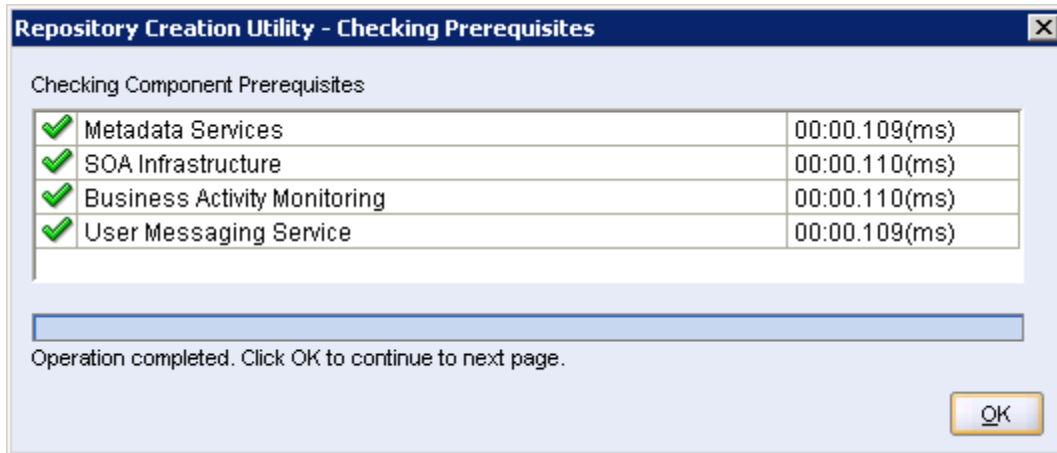 Repository Creation Utility - Checking Prerequisites
Checking Component Prerequisites
Metadata Services 00:00.109(ms)
SOA Infrastructure 00:00.110(ms)
Business Activity Monitoring 00:00.110(ms)
User Messaging Service 00:00.109(ms)
Operation completed. Click OK to continue to next page.
OK